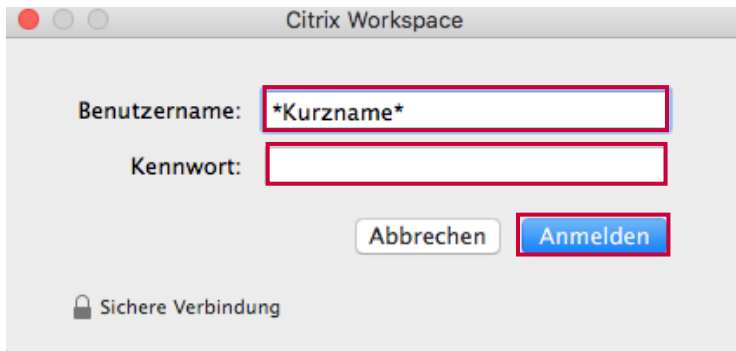 Citrix Workspace
Benutzername: *Kurzname*
Kennwort:
Abbrechen Anmelden
Sichere Verbindung